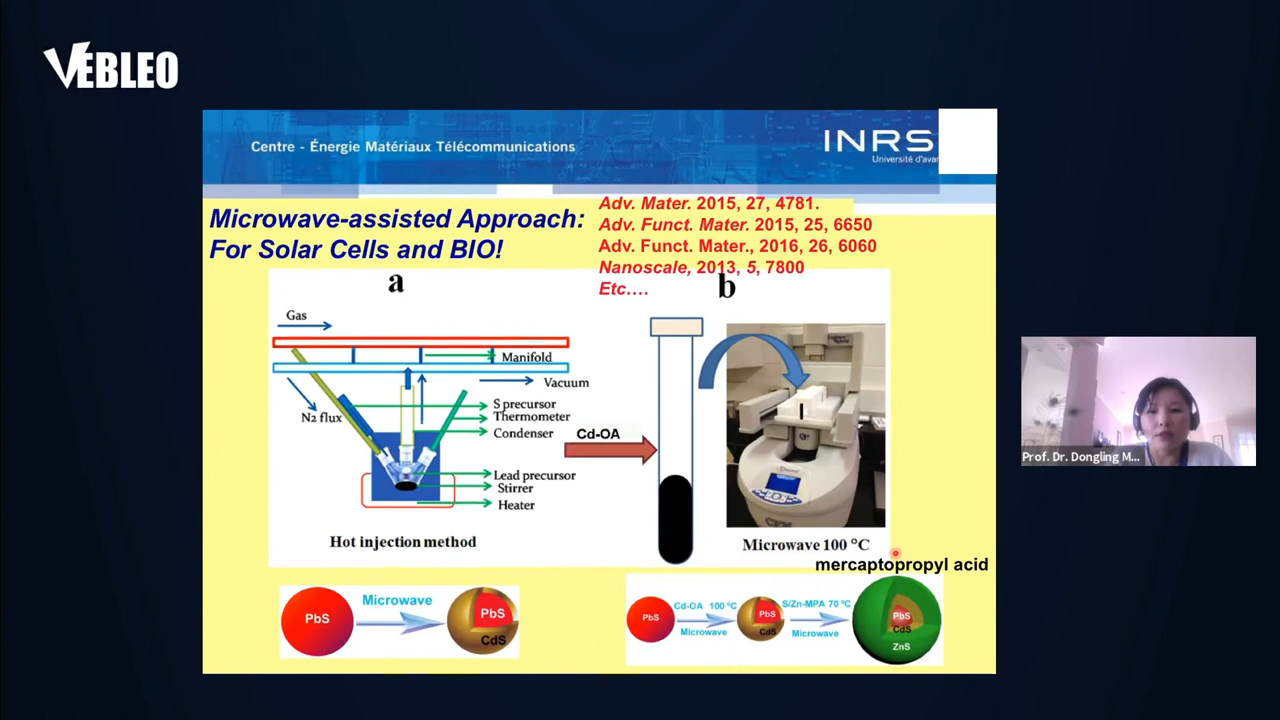 VEBLEO
Centre - Énergie Matériaux Télécommunications
INRS
Université d'avan
Microwave-assisted Approach:
For Solar Cells and BIO!
Adv. Mater. 2015, 27, 4781.
Adv. Funct. Mater. 2015, 25, 6650
Adv. Funct. Mater., 2016, 26, 6060
Nanoscale, 2013, 5, 7800
Etc....
a
b
Gas
Manifold
Vacuum
N2 flux
S precursor
Thermometer
Condenser
Cd-OA
Lead precursor
Stirrer
Heater
Hot injection method
Microwave 100 °C
mercaptopropyl acid
PbS
Microwave
PbS
CdS
PbS
Cd-OA 100 ºC
Microwave
PbS
CdS
S/Zn-MPA 70 ºC
Microwave
PbS
CdS
ZnS
Prof. Dr. Dongling M...